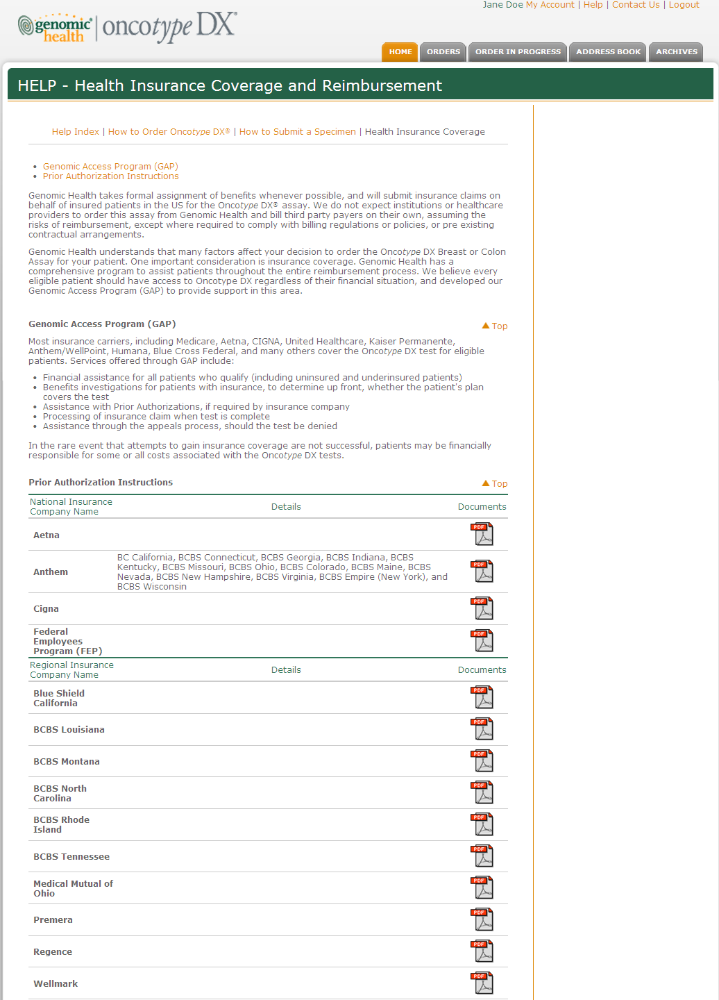 Jane Doe My Account | Help | Contact Us | Logout
genomic health | oncotype DX®
HOME ORDERS ORDER IN PROGRESS ADDRESS BOOK ARCHIVES
HELP - Health Insurance Coverage and Reimbursement
Help Index | How to Order Oncotype DX® | How to Submit a Specimen | Health Insurance Coverage
• Genomic Access Program (GAP)
• Prior Authorization Instructions
Genomic Health takes formal assignment of benefits whenever possible, and will submit insurance claims on
behalf of insured patients in the US for the Oncotype DX® assay. We do not expect institutions or healthcare
providers to order this assay from Genomic Health and bill third party payers on their own, assuming the
risks of reimbursement, except where required to comply with billing regulations or policies, or pre existing
contractual arrangements.
Genomic Health understands that many factors affect your decision to order the Oncotype DX Breast or Colon
Assay for your patient. One important consideration is insurance coverage. Genomic Health has a
comprehensive program to assist patients throughout the entire reimbursement process. We believe every
eligible patient should have access to Oncotype DX regardless of their financial situation, and developed our
Genomic Access Program (GAP) to provide support in this area.
Genomic Access Program (GAP) Top
Most insurance carriers, including Medicare, Aetna, CIGNA, United Healthcare, Kaiser Permanente,
Anthem/WellPoint, Humana, Blue Cross Federal, and many others cover the Oncotype DX test for eligible
patients. Services offered through GAP include:
• Financial assistance for all patients who qualify (including uninsured and underinsured patients)
• Benefits investigations for patients with insurance, to determine up front, whether the patient's plan
covers the test
• Assistance with Prior Authorizations, if required by insurance company
• Processing of insurance claim when test is complete
• Assistance through the appeals process, should the test be denied
In the rare event that attempts to gain insurance coverage are not successful, patients may be financially
responsible for some or all costs associated with the Oncotype DX tests.
Prior Authorization Instructions Top
National Insurance
Company Name Details Documents
Aetna PDF
BC California, BCBS Connecticut, BCBS Georgia, BCBS Indiana, BCBS
Kentucky, BCBS Missouri, BCBS Ohio, BCBS Colorado, BCBS Maine, BCBS
Anthem Nevada, BCBS New Hampshire, BCBS Virginia, BCBS Empire (New York), and PDF
BCBS Wisconsin
Cigna PDF
Federal
Employees PDF
Program (FEP)
Regional Insurance
Company Name Details Documents
Blue Shield PDF
California
BCBS Louisiana PDF
BCBS Montana PDF
BCBS North PDF
Carolina
BCBS Rhode PDF
Island
BCBS Tennessee PDF
Medical Mutual of PDF
Ohio
Premera PDF
Regence PDF
Wellmark PDF